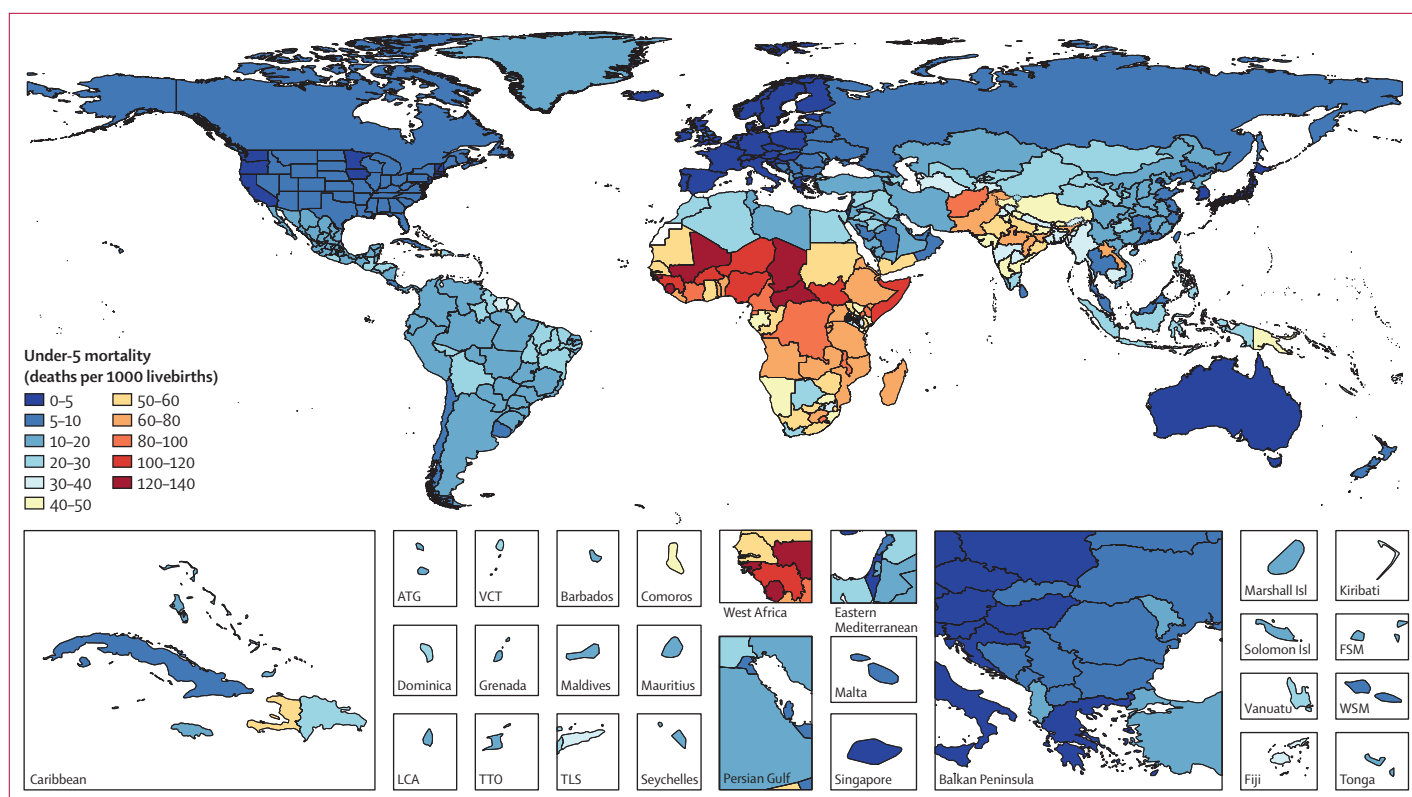 Under-5 mortality
(deaths per 1000 livebirths)
0–5
5–10
10–20
20–30
30–40
40–50
50–60
60–80
80–100
100–120
120–140
Caribbean
ATG
VCT
Barbados
Comoros
West Africa
Eastern
Mediterranean
Dominica
Grenada
Maldives
Mauritius
Malta
LCA
TTO
TLS
Seychelles
Persian Gulf
Singapore
Balkan Peninsula
Marshall Isl
Kiribati
Solomon Isl
FSM
Vanuatu
WSM
Fiji
Tonga